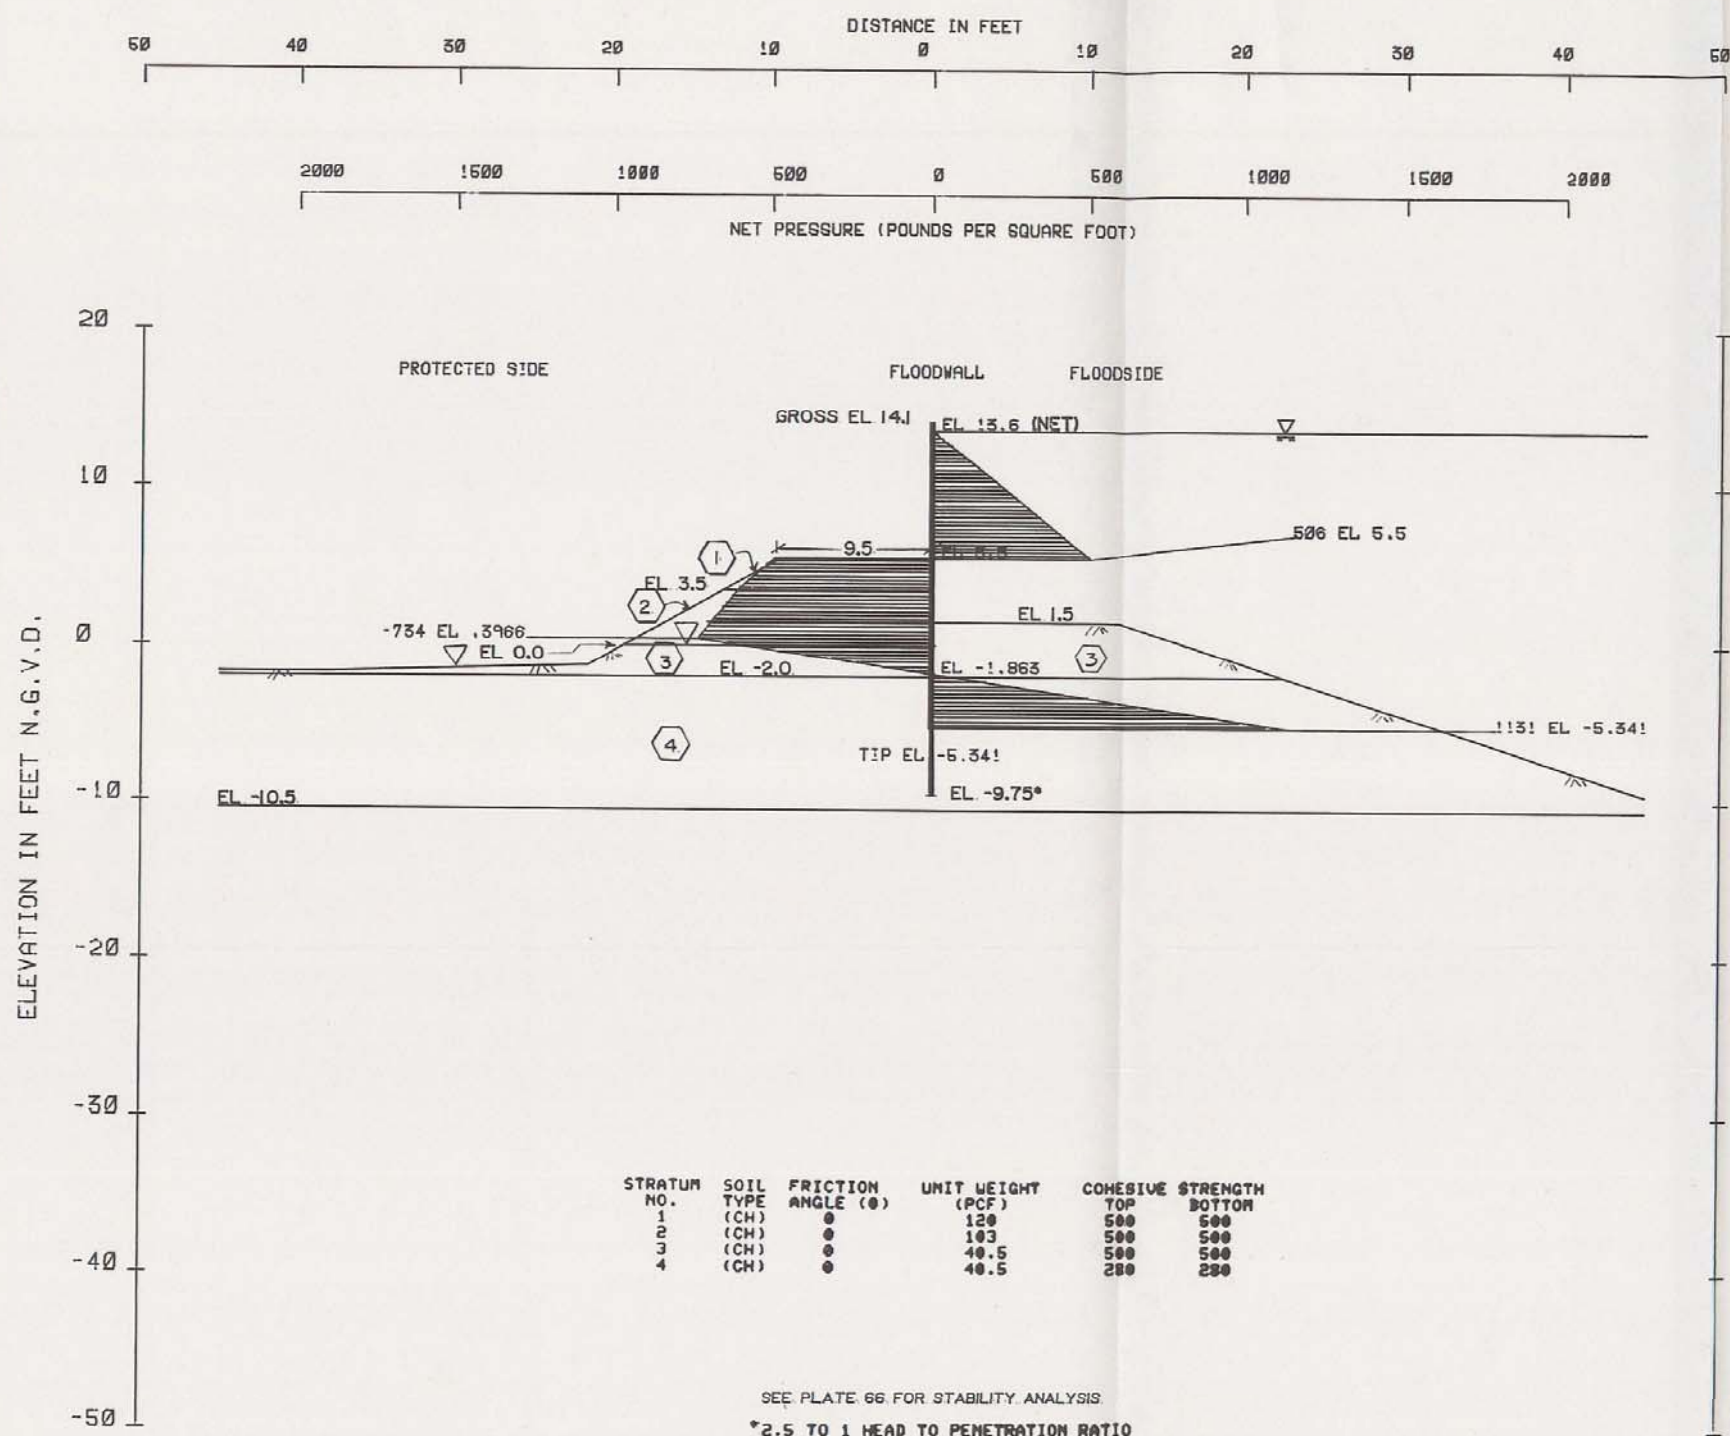 DISTANCE IN FEET
50 40 30 20 10 0 10 20 30 40 50
2000 1500 1000 500 0 500 1000 1500 2000
NET PRESSURE (POUNDS PER SQUARE FOOT)
ELEVATION IN FEET N.G.V.D.
20
10
0
-10
-20
-30
-40
-50
PROTECTED SIDE
FLOODWALL
FLOODSIDE
GROSS EL 14.1
EL 13.6 (NET)
506 EL 5.5
1
9.5
EL 5.5
EL 3.5
2
EL 1.5
-734 EL .3966
EL 0.0
3
3
EL -2.0
EL -1.863
1131 EL -5.341
4
TIP EL -5.341
EL -10.5
EL -9.75*
STRATUM NO. SOIL TYPE FRICTION ANGLE (0) UNIT WEIGHT (PCF) COHESIVE STRENGTH TOP BOTTOM
1 (CH) 0 120 500 500
2 (CH) 0 103 500 500
3 (CH) 0 40.5 500 500
4 (CH) 0 40.5 280 280
SEE PLATE 66 FOR STABILITY ANALYSIS
*2.5 TO 1 HEAD TO PENETRATION RATIO